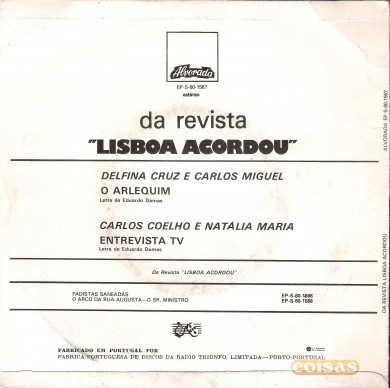 Alvorada
EP-S-60-1567
estéreo
da revista
"LISBOA ACORDOU"
DELFINA CRUZ E CARLOS MIGUEL
O ARLEQUIM
Letra de Eduardo Damas
CARLOS COELHO E NATÁLIA MARIA
ENTREVISTA TV
Letra de Eduardo Damas
Da Revista "LISBOA ACORDOU"
FADISTAS SANEADAS EP-S-60-1566
O ARCO DA RUA AUGUSTA—O SR. MINISTRO EP-S-60-1568
FABRICADO EM PORTUGAL POR
FABRICA PORTUGUESA DE DISCOS DA RADIO TRIUNFO, LIMITADA—PORTO-PORTUGAL
coisas
ALVORADA EP-S-60-1567
DA REVISTA LISBOA ACORDOU